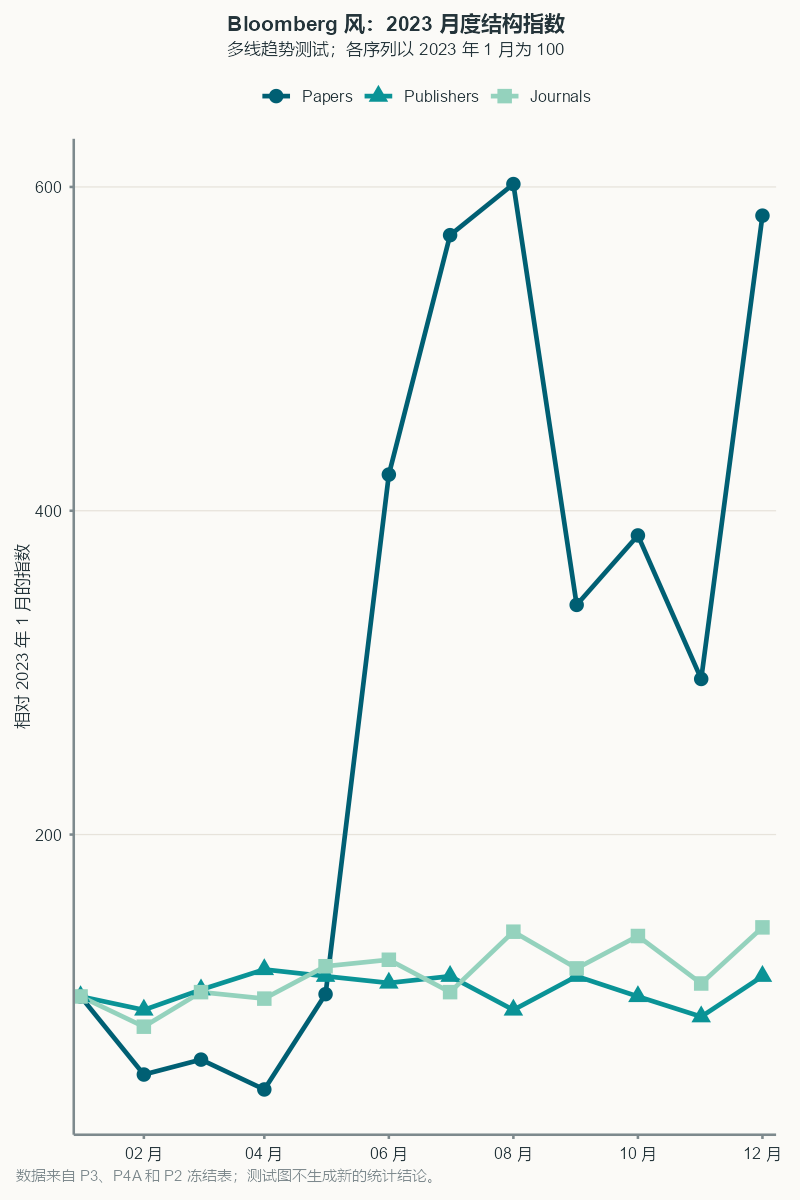 Bloomberg 风：2023 月度结构指数
多线趋势测试；各序列以 2023 年 1 月为 100
Papers Publishers Journals
600
400
200
相对 2023 年 1 月的指数
02 月 04 月 06 月 08 月 10 月 12 月
数据来自 P3、P4A 和 P2 冻结表；测试图不生成新的统计结论。